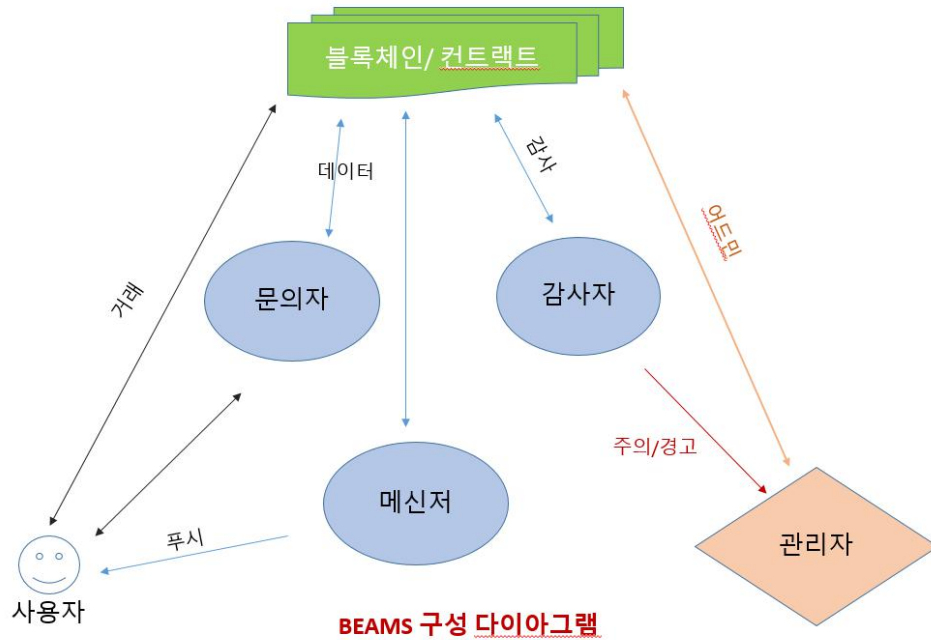 블록체인/ 컨트랙트
데이터
감사
어드민
거래
문의자
감사자
주의/경고
메신저
푸시
관리자
사용자
BEAMS 구성 다이아그램